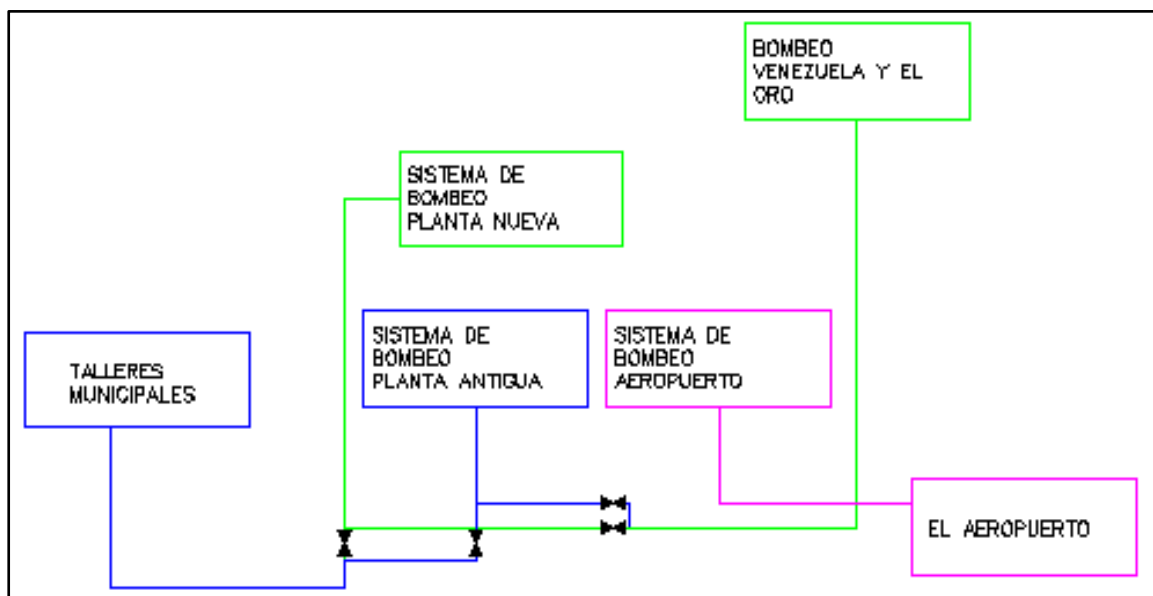 BOMBEO
VENEZUELA Y EL
ORO
SISTEMA DE
BOMBEO
PLANTA NUEVA
SISTEMA DE
BOMBEO
PLANTA ANTIGUA
SISTEMA DE
BOMBEO
AEROPUERTO
TALLERES
MUNICIPALES
EL AEROPUERTO